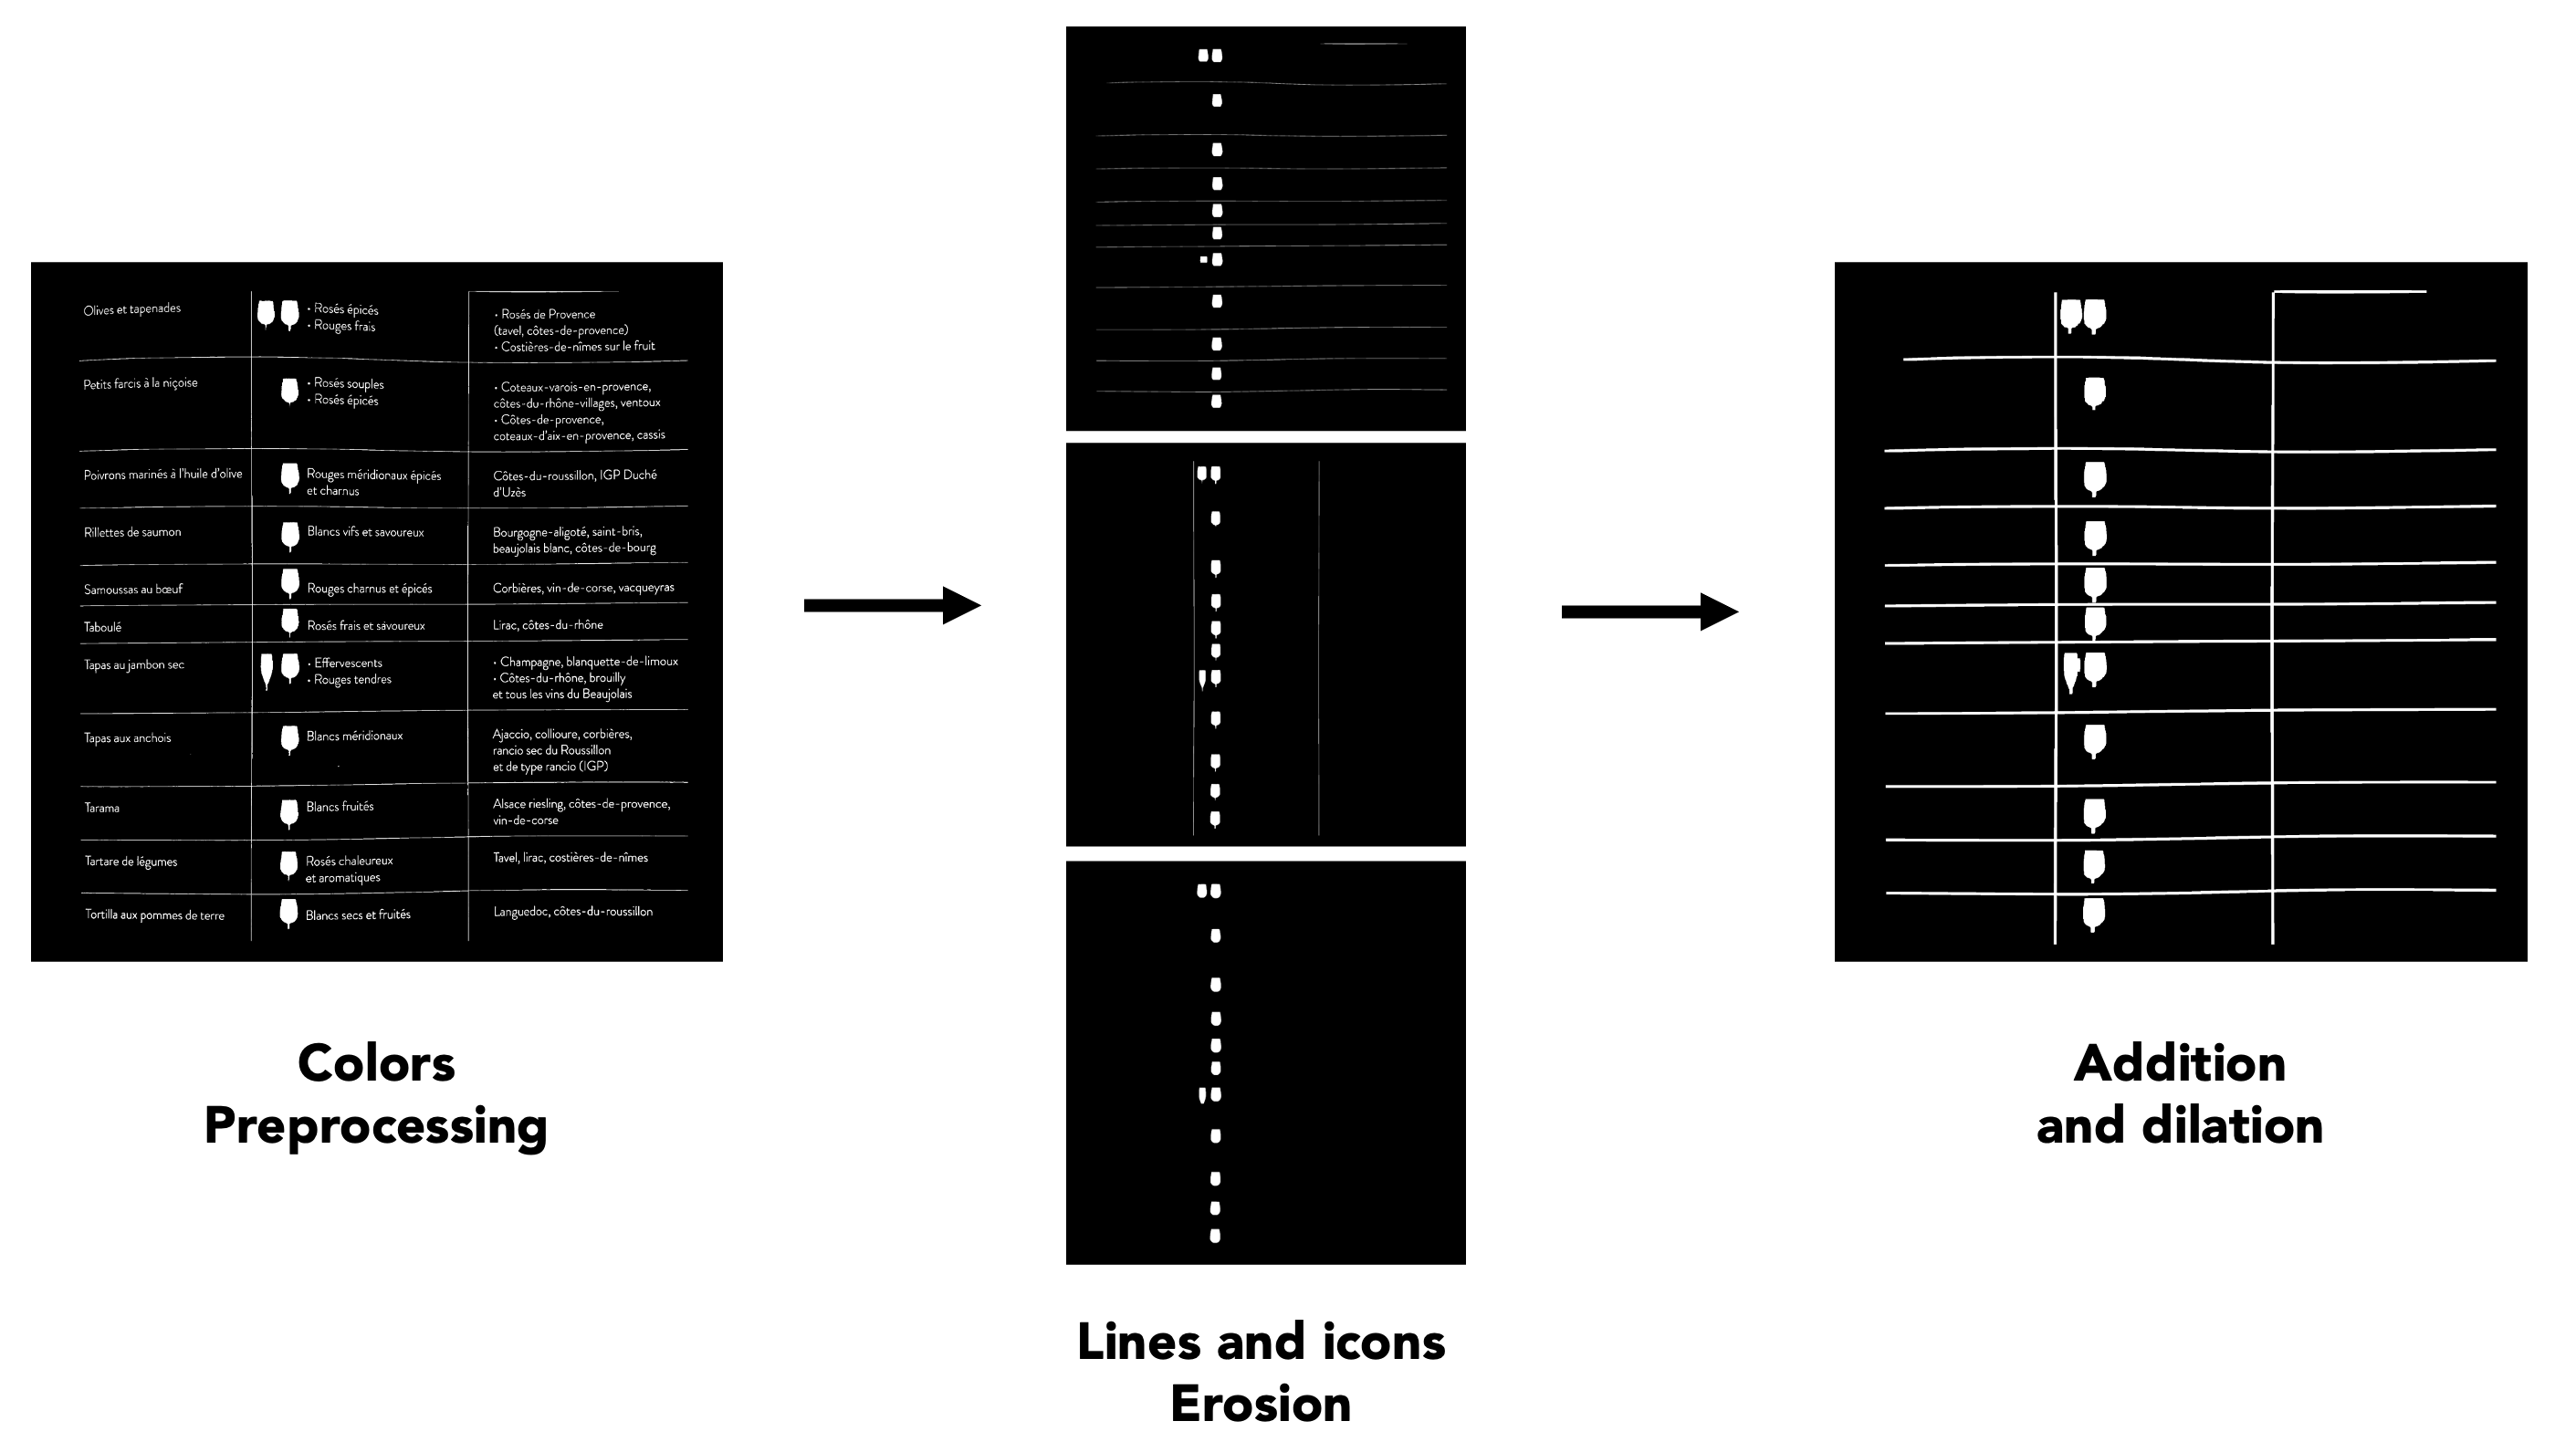 Olives et tapenades
• Rosés épicés
• Rouges frais
• Rosés de Provence
(tavel, côtes-de-provence)
• Costières-de-nîmes sur le fruit
Petits farcis à la niçoise
• Rosés souples
• Rosés épicés
• Coteaux-varois-en-provence,
côtes-du-rhône-villages, ventoux
• Côtes-de-provence,
coteaux-d'aix-en-provence, cassis
Poivrons marinés à l'huile d'olive
Rouges méridionaux épicés
et charnus
Côtes-du-roussillon, IGP Duché
d'Uzès
Rillettes de saumon
Blancs vifs et savoureux
Bourgogne-aligoté, saint-bris,
beaujolais blanc, côtes-de-bourg
Samoussas au bœuf
Rouges charnus et épicés
Corbières, vin-de-corse, vacqueyras
Taboulé
Rosés frais et savoureux
Lirac, côtes-du-rhône
Tapas au jambon sec
• Effervescents
• Rouges tendres
• Champagne, blanquette-de-limoux
• Côtes-du-rhône, brouilly
et tous les vins du Beaujolais
Tapas aux anchois
Blancs méridionaux
Ajaccio, collioure, corbières,
rancio sec du Roussillon
et de type rancio (IGP)
Tarama
Blancs fruités
Alsace riesling, côtes-de-provence,
vin-de-corse
Tartare de légumes
Rosés chaleureux
et aromatiques
Tavel, lirac, costières-de-nîmes
Tortilla aux pommes de terre
Blancs secs et fruités
Languedoc, côtes-du-roussillon
Colors
Preprocessing
Lines and icons
Erosion
Addition
and dilation